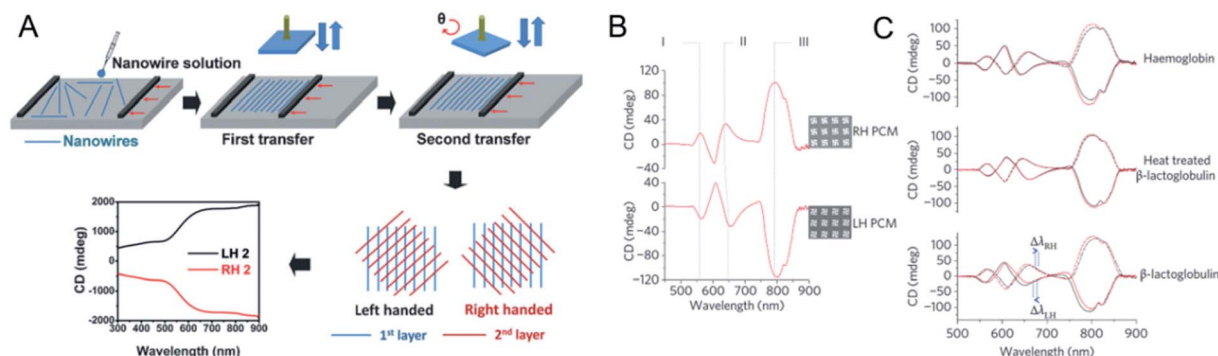 A
Nanowire solution
Nanowires
First transfer
θ
Second transfer
CD (mdeg)
2000
1000
0
-1000
-2000
LH 2
RH 2
300 400 500 600 700 800 900
Wavelength (nm)
Left handed
Right handed
1st layer
2nd layer
B
I II III
CD (mdeg)
120
80
40
0
-40
RH PCM
CD (mdeg)
40
0
-40
-80
-120
LH PCM
500 600 700 800 900
Wavelength (nm)
C
CD (mdeg)
100
50
0
-50
-100
Haemoglobin
CD (mdeg)
100
50
0
-50
-100
Heat treated
β-lactoglobulin
CD (mdeg)
100
50
0
-50
-100
ΔλRH
ΔλLH
β-lactoglobulin
500 600 700 800 900
Wavelength (nm)